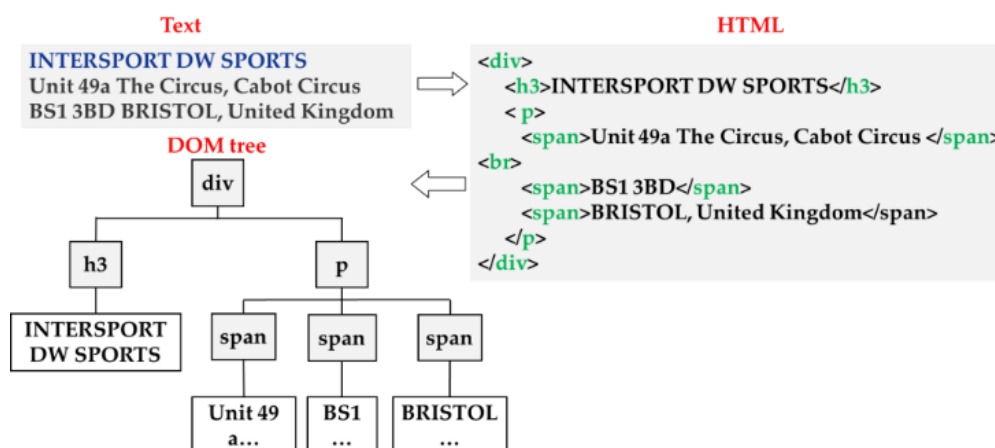 Text
INTERSPORT DW SPORTS
Unit 49a The Circus, Cabot Circus
BS1 3BD BRISTOL, United Kingdom
HTML
<div>
<h3>INTERSPORT DW SPORTS</h3>
< p>
<span>Unit 49a The Circus, Cabot Circus </span>
<br>
<span>BS1 3BD</span>
<span>BRISTOL, United Kingdom</span>
</p>
</div>
DOM tree
div
h3
p
INTERSPORT
DW SPORTS
span
span
span
Unit 49
a...
BS1
...
BRISTOL
...